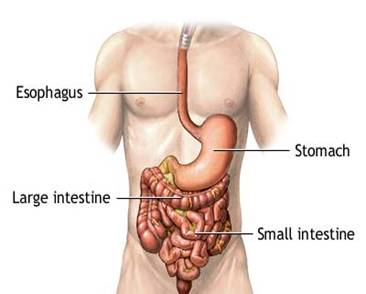 Esophagus
Stomach
Large intestine
Small intestine